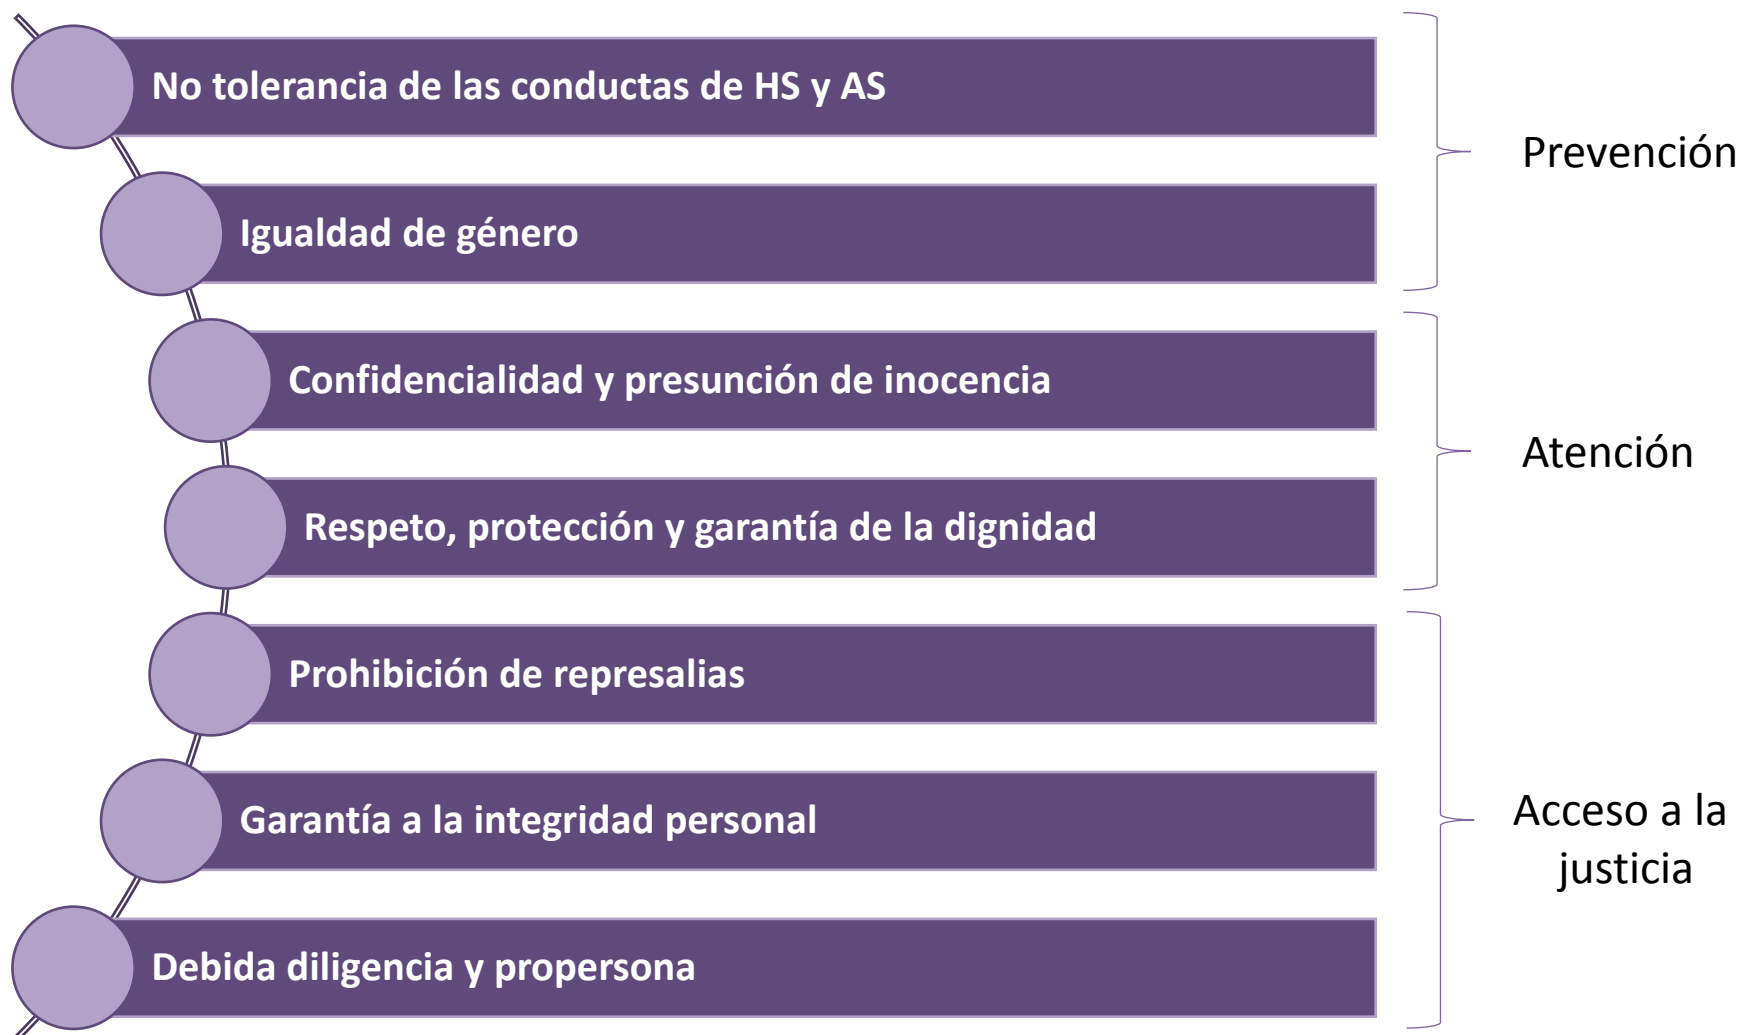 No tolerancia de las conductas de HS y AS
Igualdad de género
Prevención
Confidencialidad y presunción de inocencia
Respeto, protección y garantía de la dignidad
Atención
Prohibición de represalias
Garantía a la integridad personal
Debida diligencia y propersona
Acceso a la
justicia